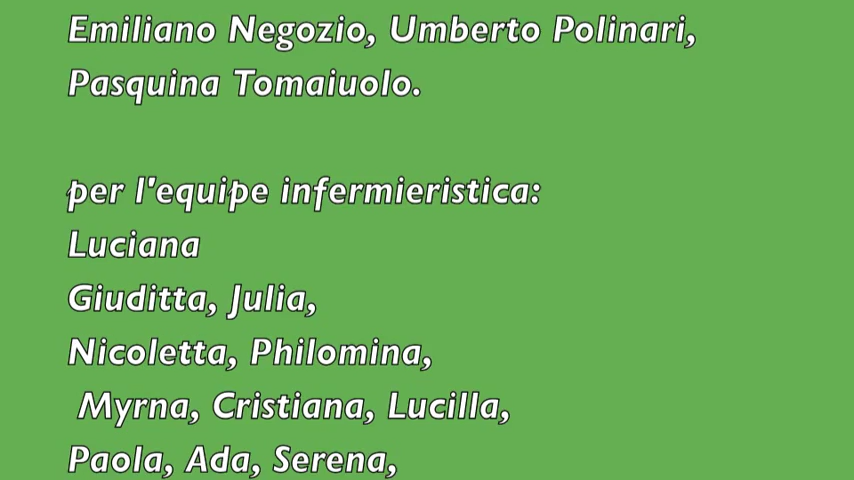 Emiliano Negozio, Umberto Polinari,
Pasquina Tomaiuolo.
per l'equipe infermieristica:
Luciana
Giuditta, Julia,
Nicoletta, Philomina,
Myrna, Cristiana, Lucilla,
Paola, Ada, Serena,